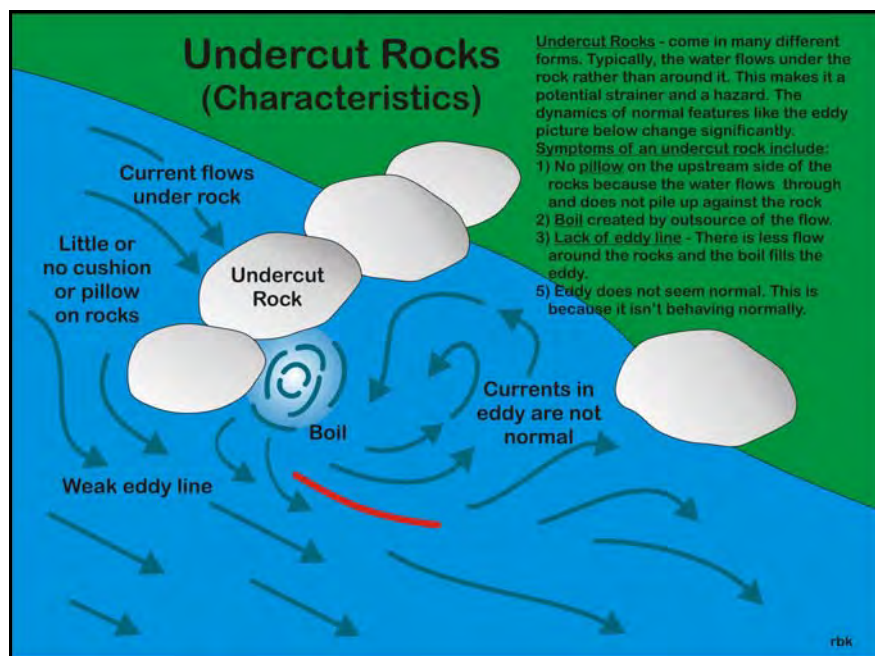 Undercut Rocks
(Characteristics)
Undercut Rocks - come in many different
forms. Typically, the water flows under the
rock rather than around it. This makes it a
potential strainer and a hazard. The
dynamics of normal features like the eddy
picture below change significantly.
Symptoms of an undercut rock include:
1) No pillow on the upstream side of the
rocks because the water flows through
and does not pile up against the rock
2) Boil created by outsource of the flow.
3) Lack of eddy line - There is less flow
around the rocks and the boil fills the
eddy.
5) Eddy does not seem normal. This is
because it isn't behaving normally.
Current flows
under rock
Little or
no cushion
or pillow
on rocks
Undercut
Rock
Boil
Currents in
eddy are not
normal
Weak eddy line
rbk